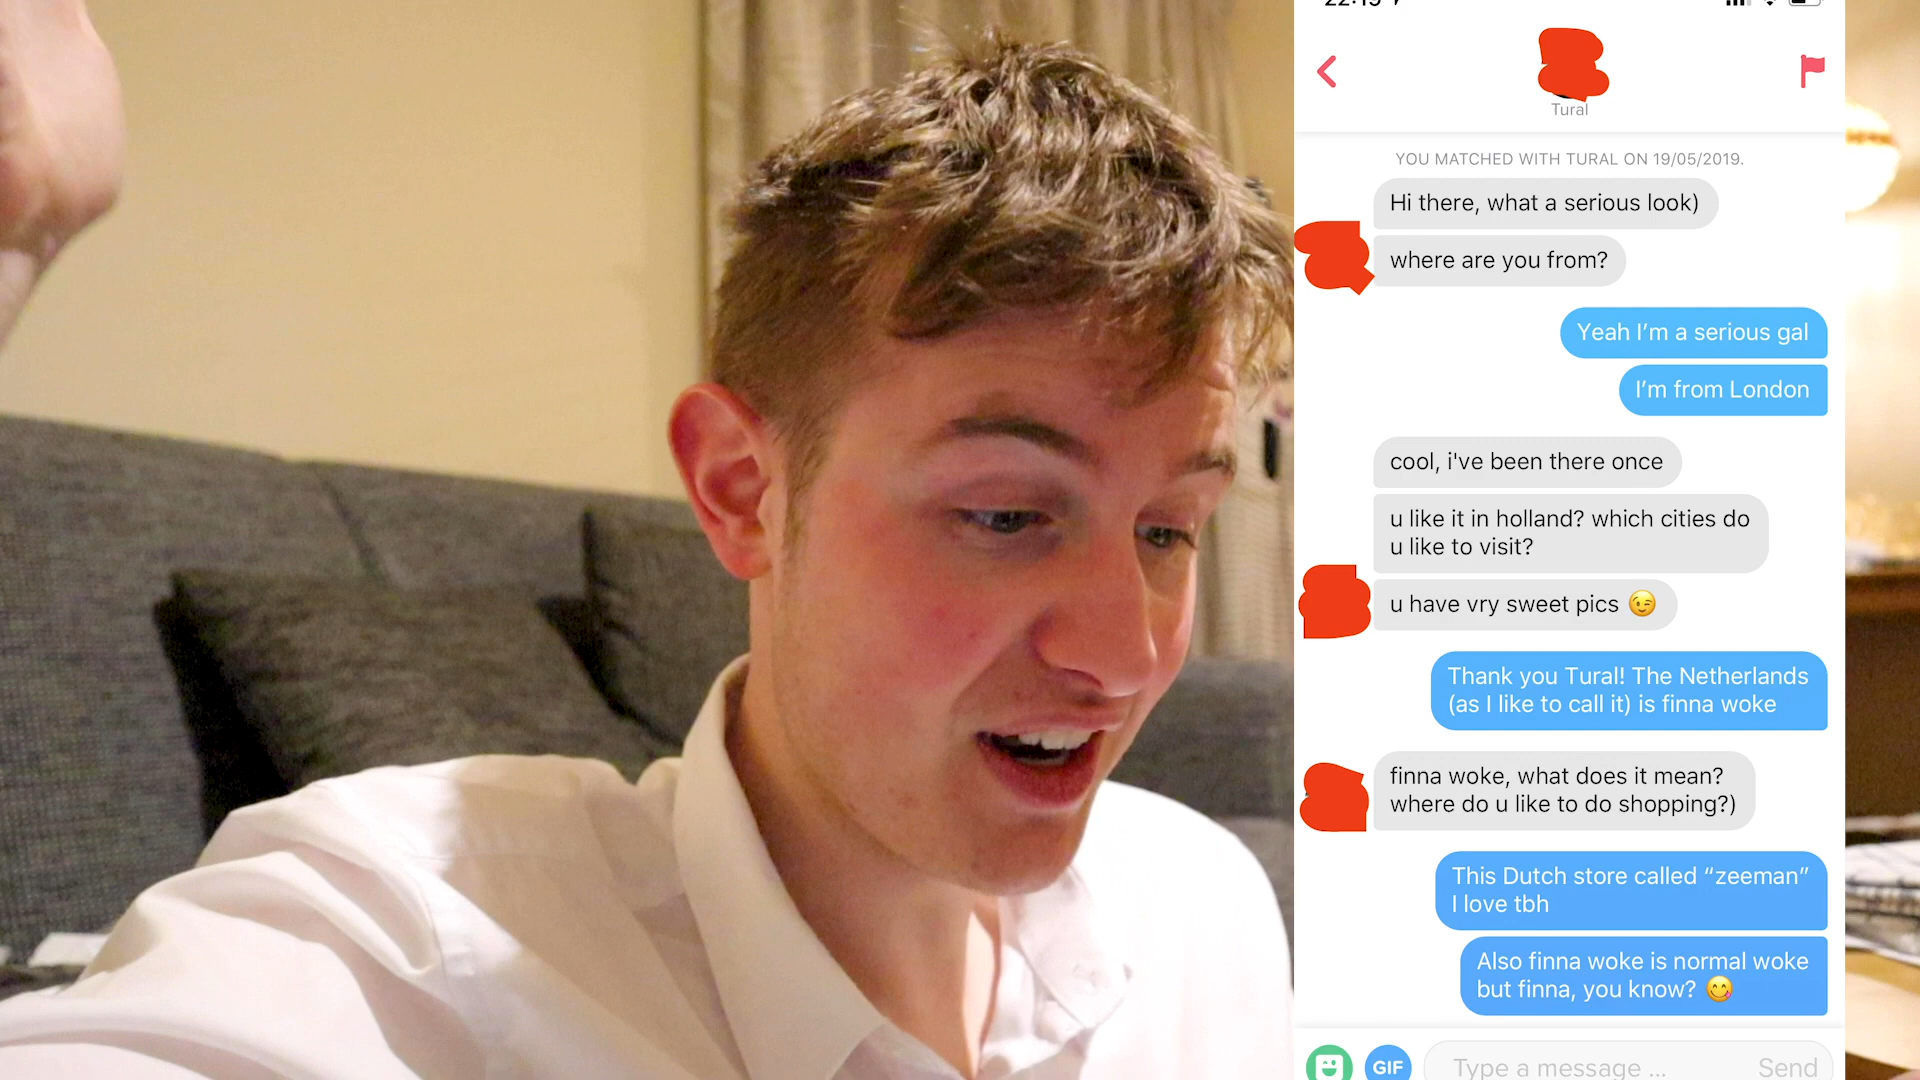 22:15
Tural
YOU MATCHED WITH TURAL ON 19/05/2019.
Hi there, what a serious look)
where are you from?
Yeah I’m a serious gal
I’m from London
cool, i've been there once
u like it in holland? which cities do
u like to visit?
u have vry sweet pics 😉
Thank you Tural! The Netherlands
(as I like to call it) is finna woke
finna woke, what does it mean?
where do u like to do shopping?)
This Dutch store called “zeeman”
I love tbh
Also finna woke is normal woke
but finna, you know? 😋
GIF
Type a message ...
Send